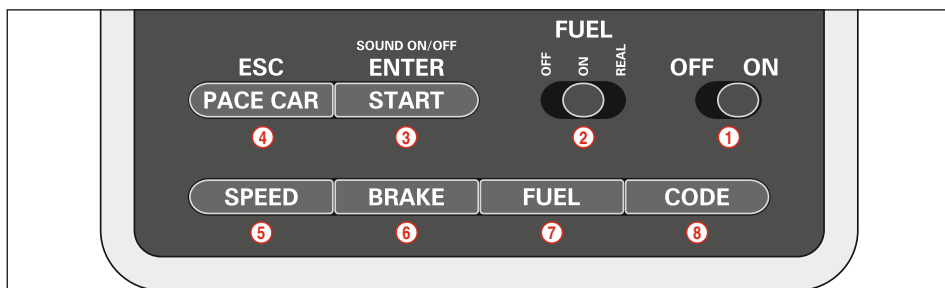 FUEL
SOUND ON/OFF
OFF ON REAL
ESC ENTER OFF ON
PACE CAR START
4 3 2 1
SPEED BRAKE FUEL CODE
5 6 7 8